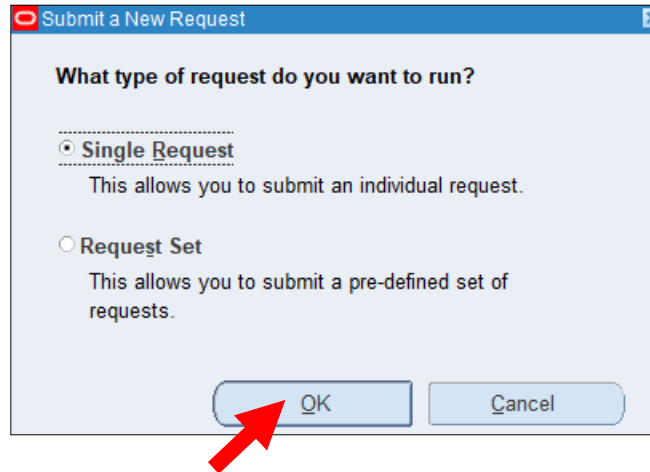 Submit a New Request
What type of request do you want to run?
Single Request
This allows you to submit an individual request.
Request Set
This allows you to submit a pre-defined set of
requests.
OK
Cancel